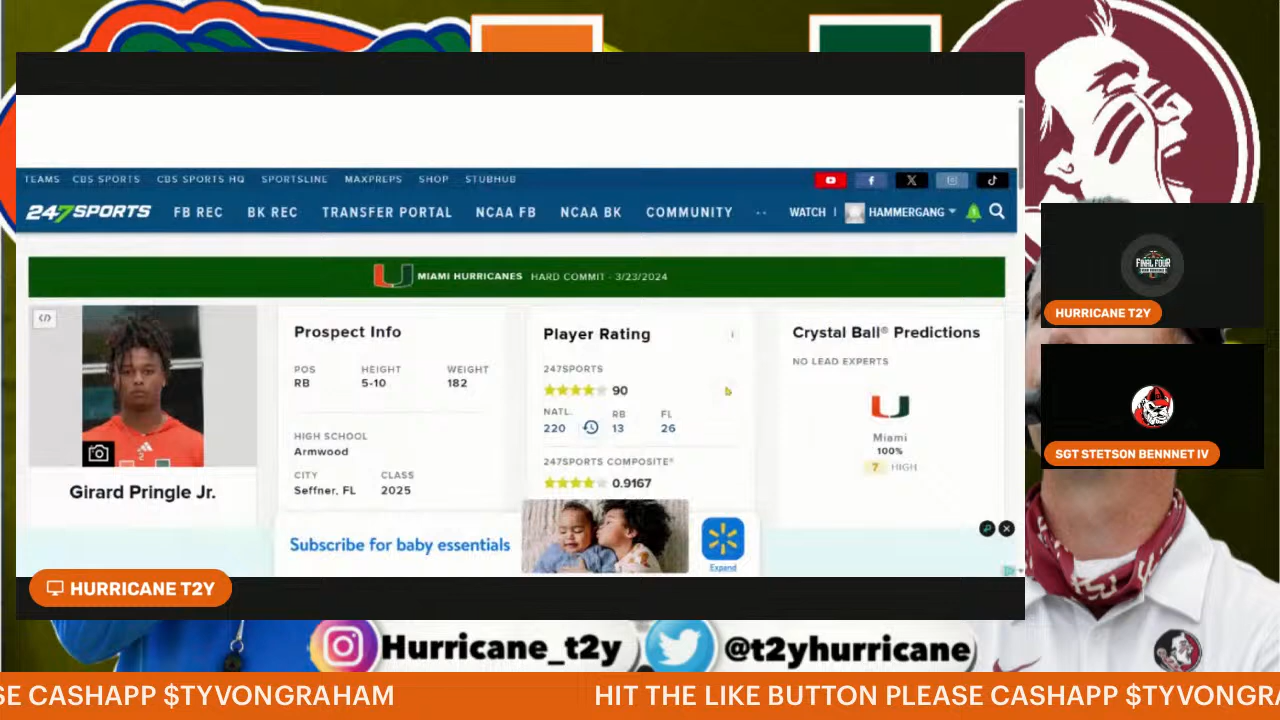 TEAMS CBS SPORTS CBS SPORTS HQ SPORTSLINE MAXPREPS SHOP STUBHUB
247SPORTS FB REC BK REC TRANSFER PORTAL NCAA FB NCAA BK COMMUNITY ·· WATCH | HAMMERGANG
MIAMI HURRICANES HARD COMMIT - 3/23/2024
Girard Pringle Jr.
Prospect Info
POS HEIGHT WEIGHT
RB 5-10 182
HIGH SCHOOL
Armwood
CITY CLASS
Seffner, FL 2025
Player Rating
247SPORTS
90
NATL. RB FL
220 13 26
247SPORTS COMPOSITE®
0.9167
Crystal Ball® Predictions
NO LEAD EXPERTS
Miami
100%
7 HIGH
Subscribe for baby essentials
Expand
HURRICANE T2Y
FINAL FOUR
HURRICANE T2Y
SGT STETSON BENNNET IV
Hurricane_t2y @t2yhurricane
SE CASHAPP $TYVONGRAHAM HIT THE LIKE BUTTON PLEASE CASHAPP $TYVONGRA